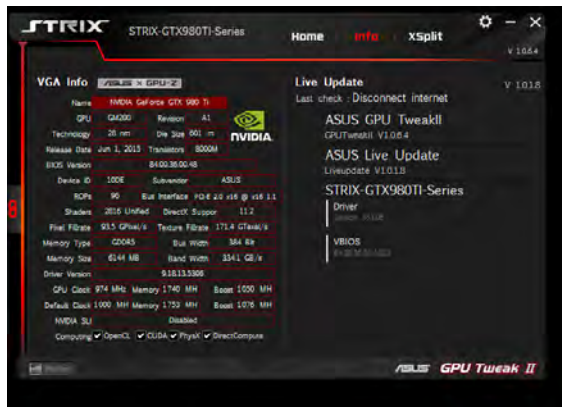 STRIX STRIX-GTX980TI-Series Home Info XSplit
V 1.0.6.4
VGA Info ASUS × GPU-Z
Name NVIDIA GeForce GTX 980 Ti
GPU GM200 Revision A1
Technology 28 nm Die Size 601 m
Release Date Jun 1, 2015 Transistors 8000M
BIOS Version 84.00.36.00.48
Device ID 100E Subvendor ASUS
ROPs 96 Bus Interface PCI-E 2.0 x16 @ x16 1.1
Shaders 2816 Unified DirectX Suppor 11.2
Pixel Fillrate 93.5 GPixel/s Texture Fillrate 171.4 GTexel/s
Memory Type GDDR5 Bus Width 384 Bit
Memory Size 6144 MB Band Width 334.1 GB/s
Driver Version 9.18.13.5306
GPU Clock 974 MHz Memory 1740 MH Boost 1050 MH
Default Clock 1000 MH Memory 1753 MH Boost 1076 MH
NVIDIA SLI Disabled
Computing OpenCL CUDA PhysX DirectCompute
NVIDIA.
Live Update V 1.0.1.8
Last check : Disconnect internet
ASUS GPU TweakII
GPUTweakII V1.0.6.4
ASUS Live Update
Liveupdate V1.0.1.8
STRIX-GTX980TI-Series
Driver
VBIOS
ASUS GPU Tweak II